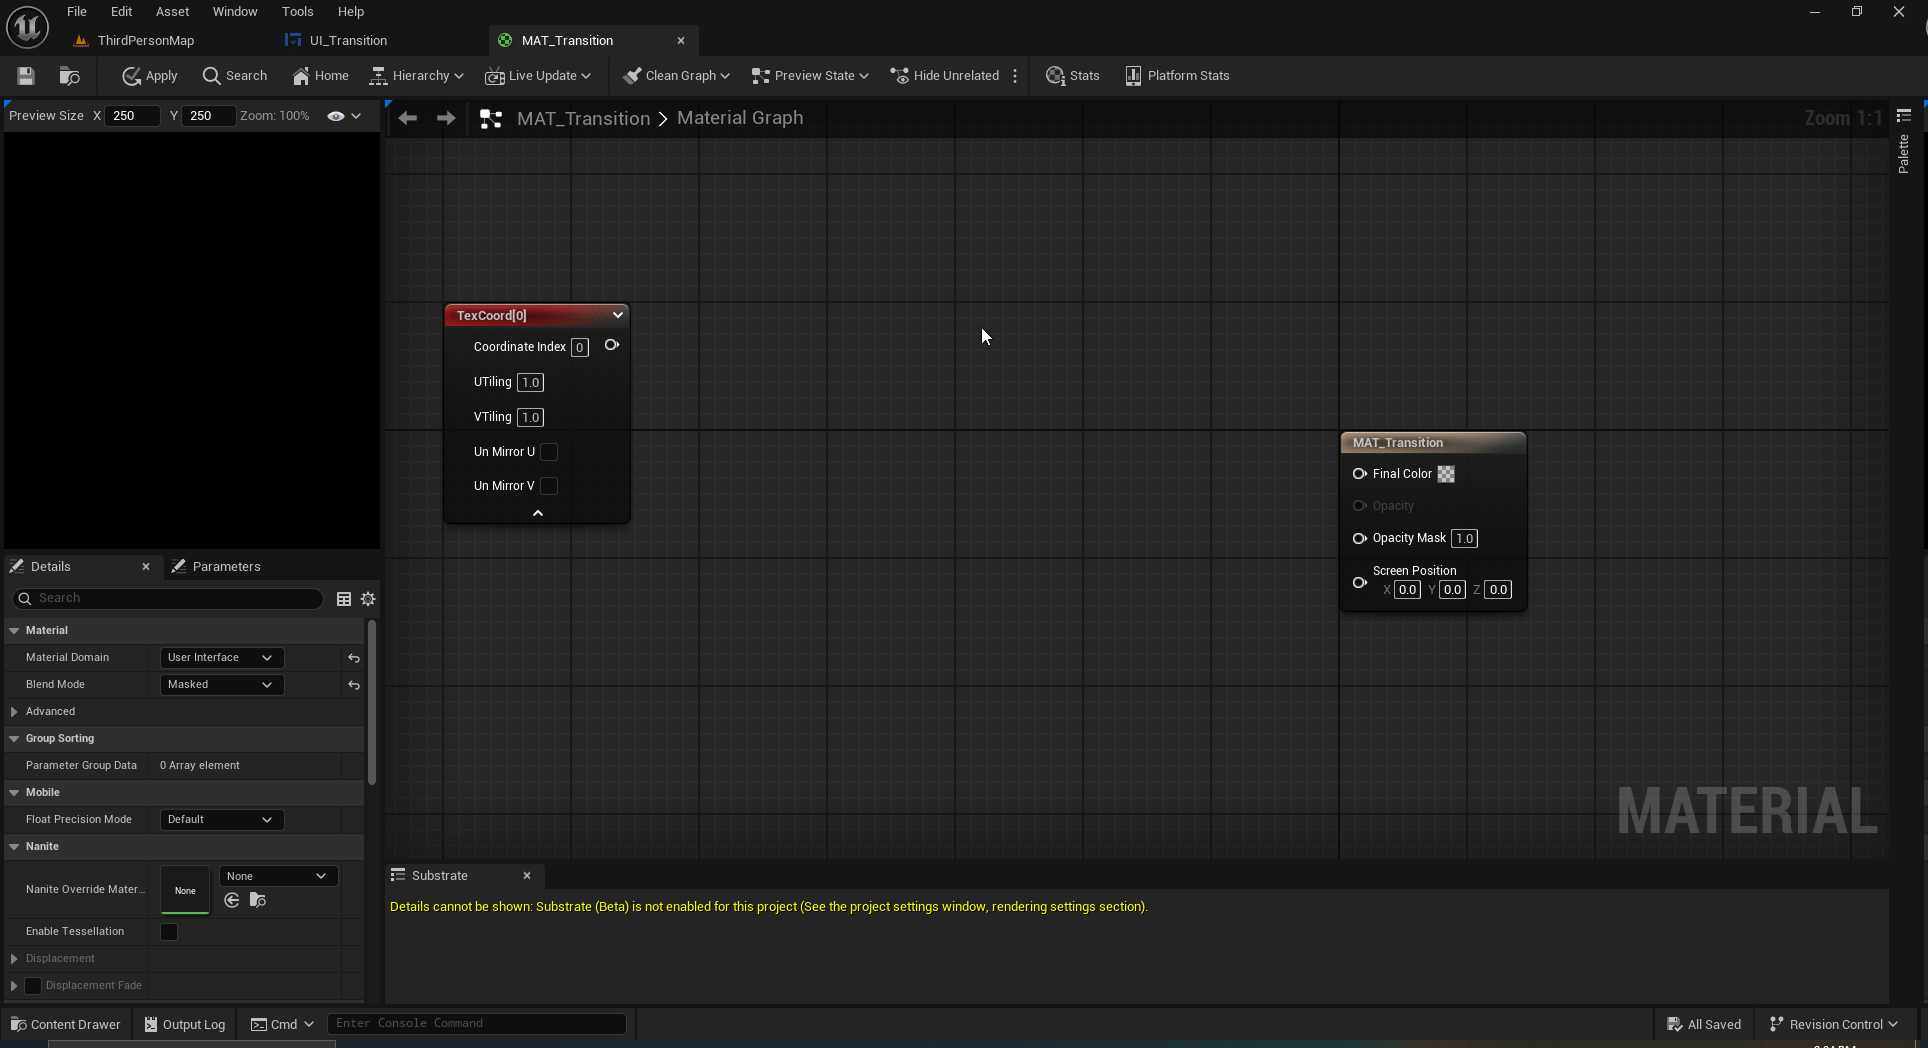 File Edit Asset Window Tools Help
ThirdPersonMap UI_Transition MAT_Transition
Apply Search Home Hierarchy Live Update Clean Graph Preview State Hide Unrelated Stats Platform Stats
Preview Size X 250 Y 250 Zoom: 100%
MAT_Transition > Material Graph
Zoom 1:1
Palette
TexCoord[0]
Coordinate Index 0
UTiling 1.0
VTiling 1.0
Un Mirror U
Un Mirror V
MAT_Transition
Final Color
Opacity
Opacity Mask 1.0
Screen Position
X 0.0 Y 0.0 Z 0.0
MATERIAL
Details Parameters
Search
Material
Material Domain User Interface
Blend Mode Masked
Advanced
Group Sorting
Parameter Group Data 0 Array element
Mobile
Float Precision Mode Default
Nanite
Nanite Override Mater... None None
Enable Tessellation
Displacement
Displacement Fade
Substrate
Details cannot be shown: Substrate (Beta) is not enabled for this project (See the project settings window, rendering settings section).
Content Drawer Output Log Cmd Enter Console Command All Saved Revision Control